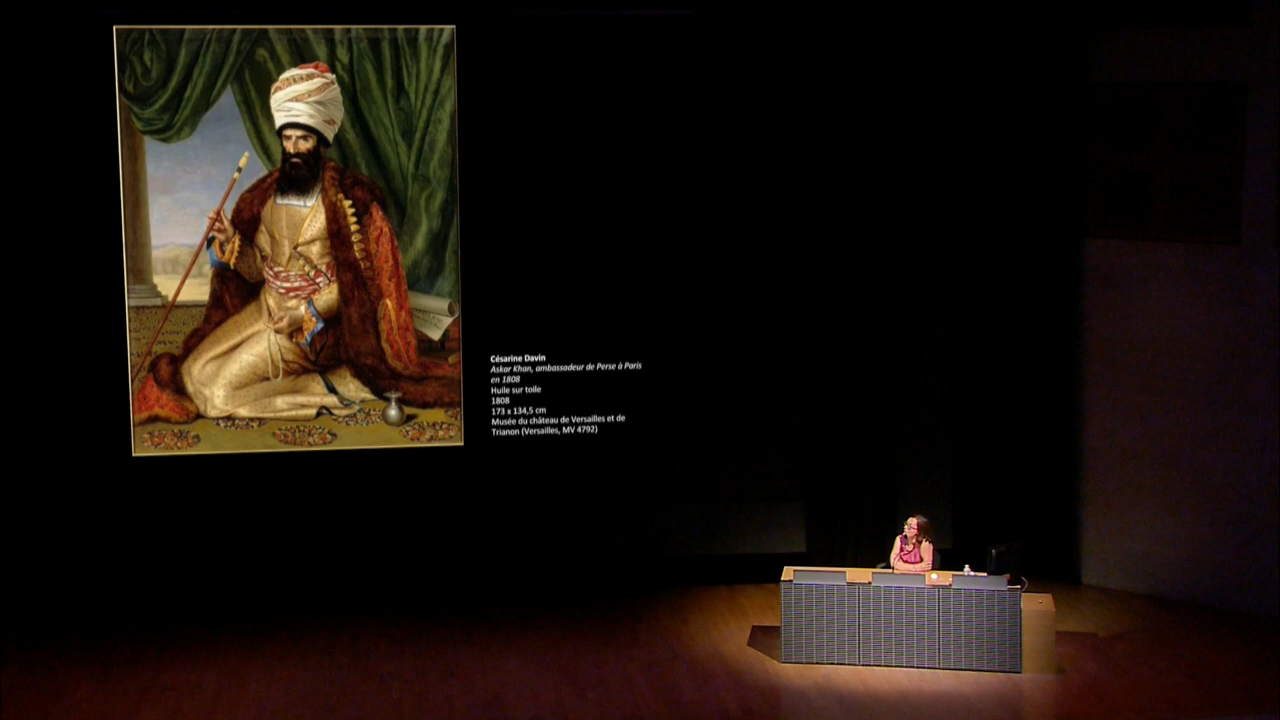 Césarine Davin
Askar Khan, ambassadeur de Perse à Paris
en 1808
Huile sur toile
1808
173 x 134,5 cm
Musée du château de Versailles et de
Trianon (Versailles, MV 4792)